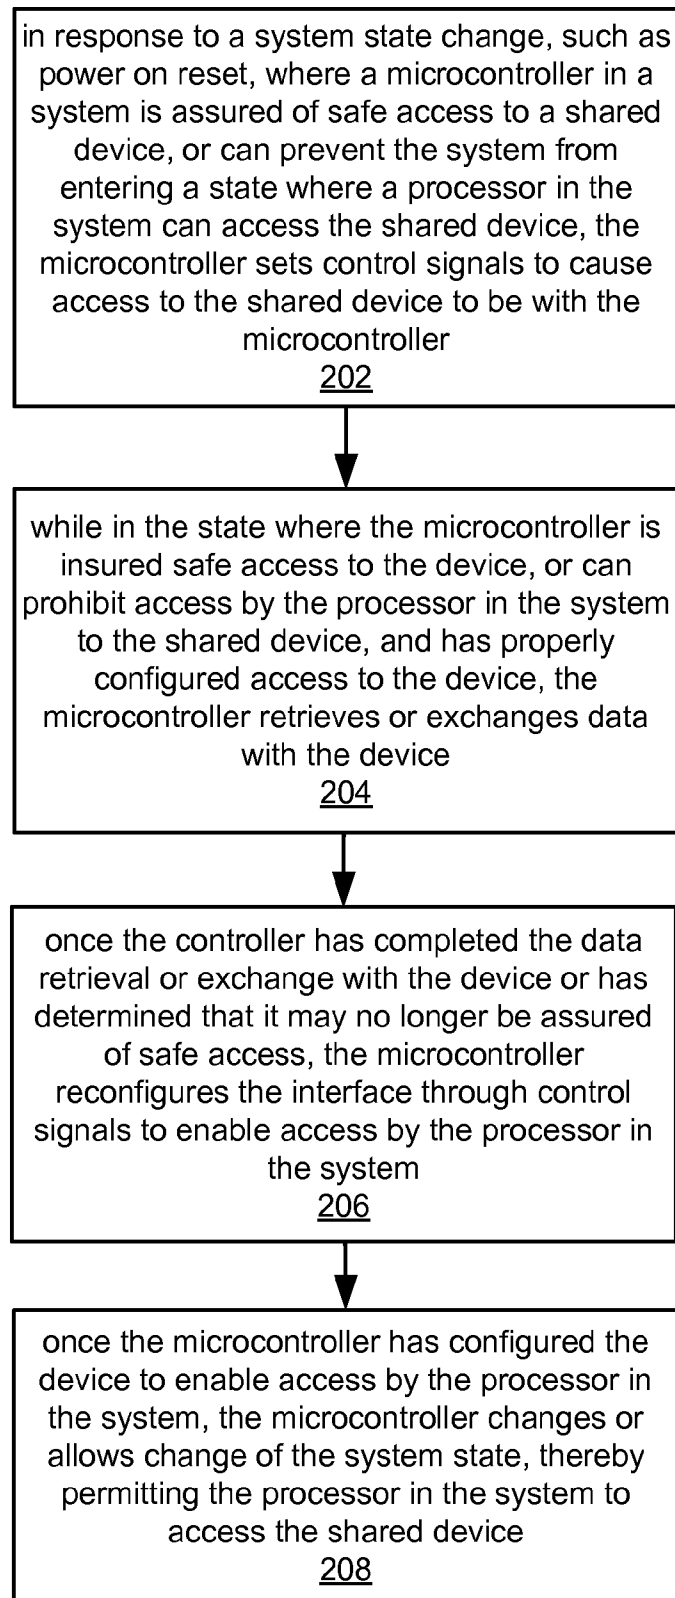 in response to a system state change, such as
power on reset, where a microcontroller in a
system is assured of safe access to a shared
device, or can prevent the system from
entering a state where a processor in the
system can access the shared device, the
microcontroller sets control signals to cause
access to the shared device to be with the
microcontroller
202
while in the state where the microcontroller is
insured safe access to the device, or can
prohibit access by the processor in the system
to the shared device, and has properly
configured access to the device, the
microcontroller retrieves or exchanges data
with the device
204
once the controller has completed the data
retrieval or exchange with the device or has
determined that it may no longer be assured
of safe access, the microcontroller
reconfigures the interface through control
signals to enable access by the processor in
the system
206
once the microcontroller has configured the
device to enable access by the processor in
the system, the microcontroller changes or
allows change of the system state, thereby
permitting the processor in the system to
access the shared device
208